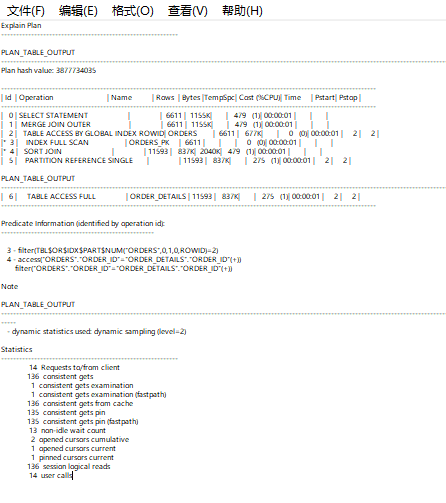 文件(F) 编辑(E) 格式(O) 查看(V) 帮助(H)
Explain Plan
-----------------------------------------------------------
PLAN_TABLE_OUTPUT
-----------------------------------------------------------
Plan hash value: 3877734035
-----------------------------------------------------------
| Id | Operation | Name | Rows | Bytes |TempSpc| Cost (%CPU)| Time | Pstart| Pstop |
-----------------------------------------------------------
| 0 | SELECT STATEMENT | | 6611 | 1155K| | 479 (1)| 00:00:01 | | |
| 1 | MERGE JOIN OUTER | | 6611 | 1155K| | 479 (1)| 00:00:01 | | |
| 2 | TABLE ACCESS BY GLOBAL INDEX ROWID| ORDERS | 6611 | 677K| | 0 (0)| 00:00:01 | 2 | 2 |
|* 3 | INDEX FULL SCAN | ORDERS_PK | 6611 | | | 0 (0)| 00:00:01 | | |
|* 4 | SORT JOIN | | 11593 | 837K| 2040K| 479 (1)| 00:00:01 | | |
| 5 | PARTITION REFERENCE SINGLE | | 11593 | 837K| | 275 (1)| 00:00:01 | 2 | 2 |
PLAN_TABLE_OUTPUT
-----------------------------------------------------------
| 6 | TABLE ACCESS FULL | ORDER_DETAILS | 11593 | 837K| | 275 (1)| 00:00:01 | 2 | 2 |
-----------------------------------------------------------
Predicate Information (identified by operation id):
---------------------------------------------------
3 - filter(TBL$OR$IDX$PART$NUM("ORDERS",0,1,0,ROWID)=2)
4 - access("ORDERS"."ORDER_ID"="ORDER_DETAILS"."ORDER_ID"(+))
filter("ORDERS"."ORDER_ID"="ORDER_DETAILS"."ORDER_ID"(+))
Note
PLAN_TABLE_OUTPUT
-----------------------------------------------------------
-----
- dynamic statistics used: dynamic sampling (level=2)
Statistics
-----------------------------------------------------------
14 Requests to/from client
136 consistent gets
1 consistent gets examination
1 consistent gets examination (fastpath)
136 consistent gets from cache
135 consistent gets pin
135 consistent gets pin (fastpath)
13 non-idle wait count
2 opened cursors cumulative
1 opened cursors current
1 pinned cursors current
136 session logical reads
14 user calls